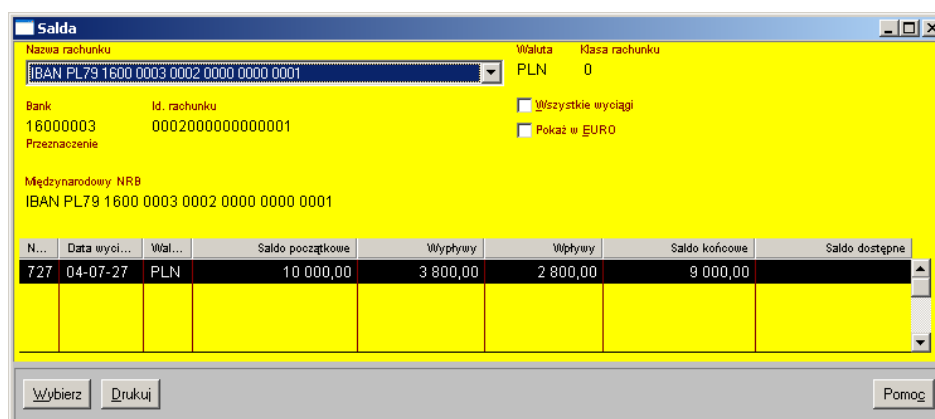 Salda
Nazwa rachunku Waluta Klasa rachunku
IBAN PL79 1600 0003 0002 0000 0000 0001 PLN 0
Bank Id. rachunku Wszystkie wyciągi
16000003 0002000000000001 Pokaż w EURO
Przeznaczenie
Międzynarodowy NRB
IBAN PL79 1600 0003 0002 0000 0000 0001
N... Data wyci... Wal... Saldo początkowe Wypływy Wpływy Saldo końcowe Saldo dostępne
727 04-07-27 PLN 10 000,00 3 800,00 2 800,00 9 000,00
Wybierz Drukuj Pomoc